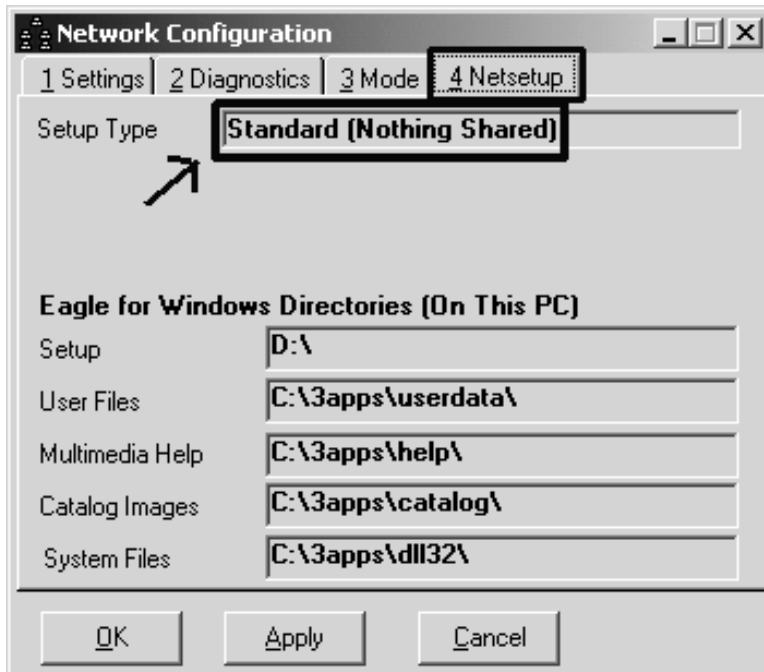 Network Configuration
1 Settings 2 Diagnostics 3 Mode 4 Netsetup
Setup Type Standard (Nothing Shared)
Eagle for Windows Directories (On This PC)
Setup D:\
User Files C:\3apps\userdata\
Multimedia Help C:\3apps\help\
Catalog Images C:\3apps\catalog\
System Files C:\3apps\dll32\
OK Apply Cancel